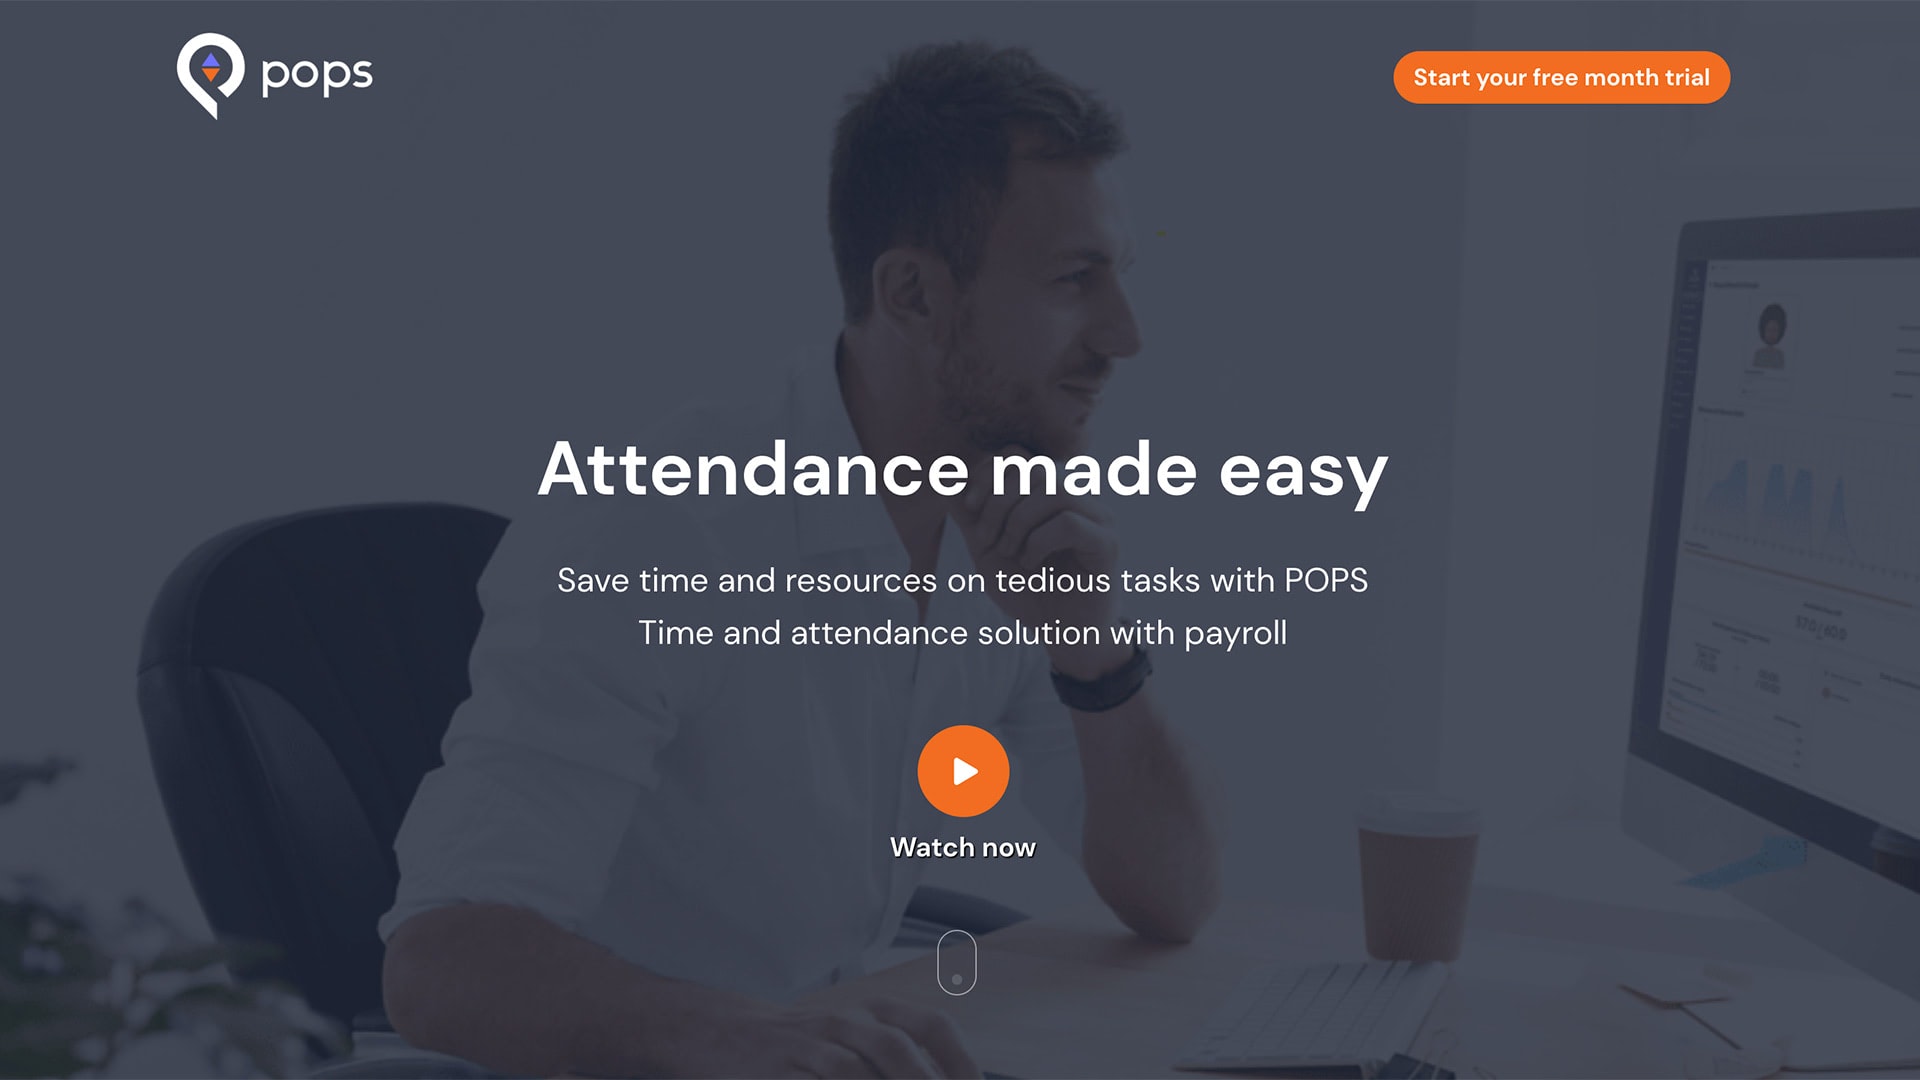 pops
Start your free month trial
Attendance made easy
Save time and resources on tedious tasks with POPS
Time and attendance solution with payroll
Watch now